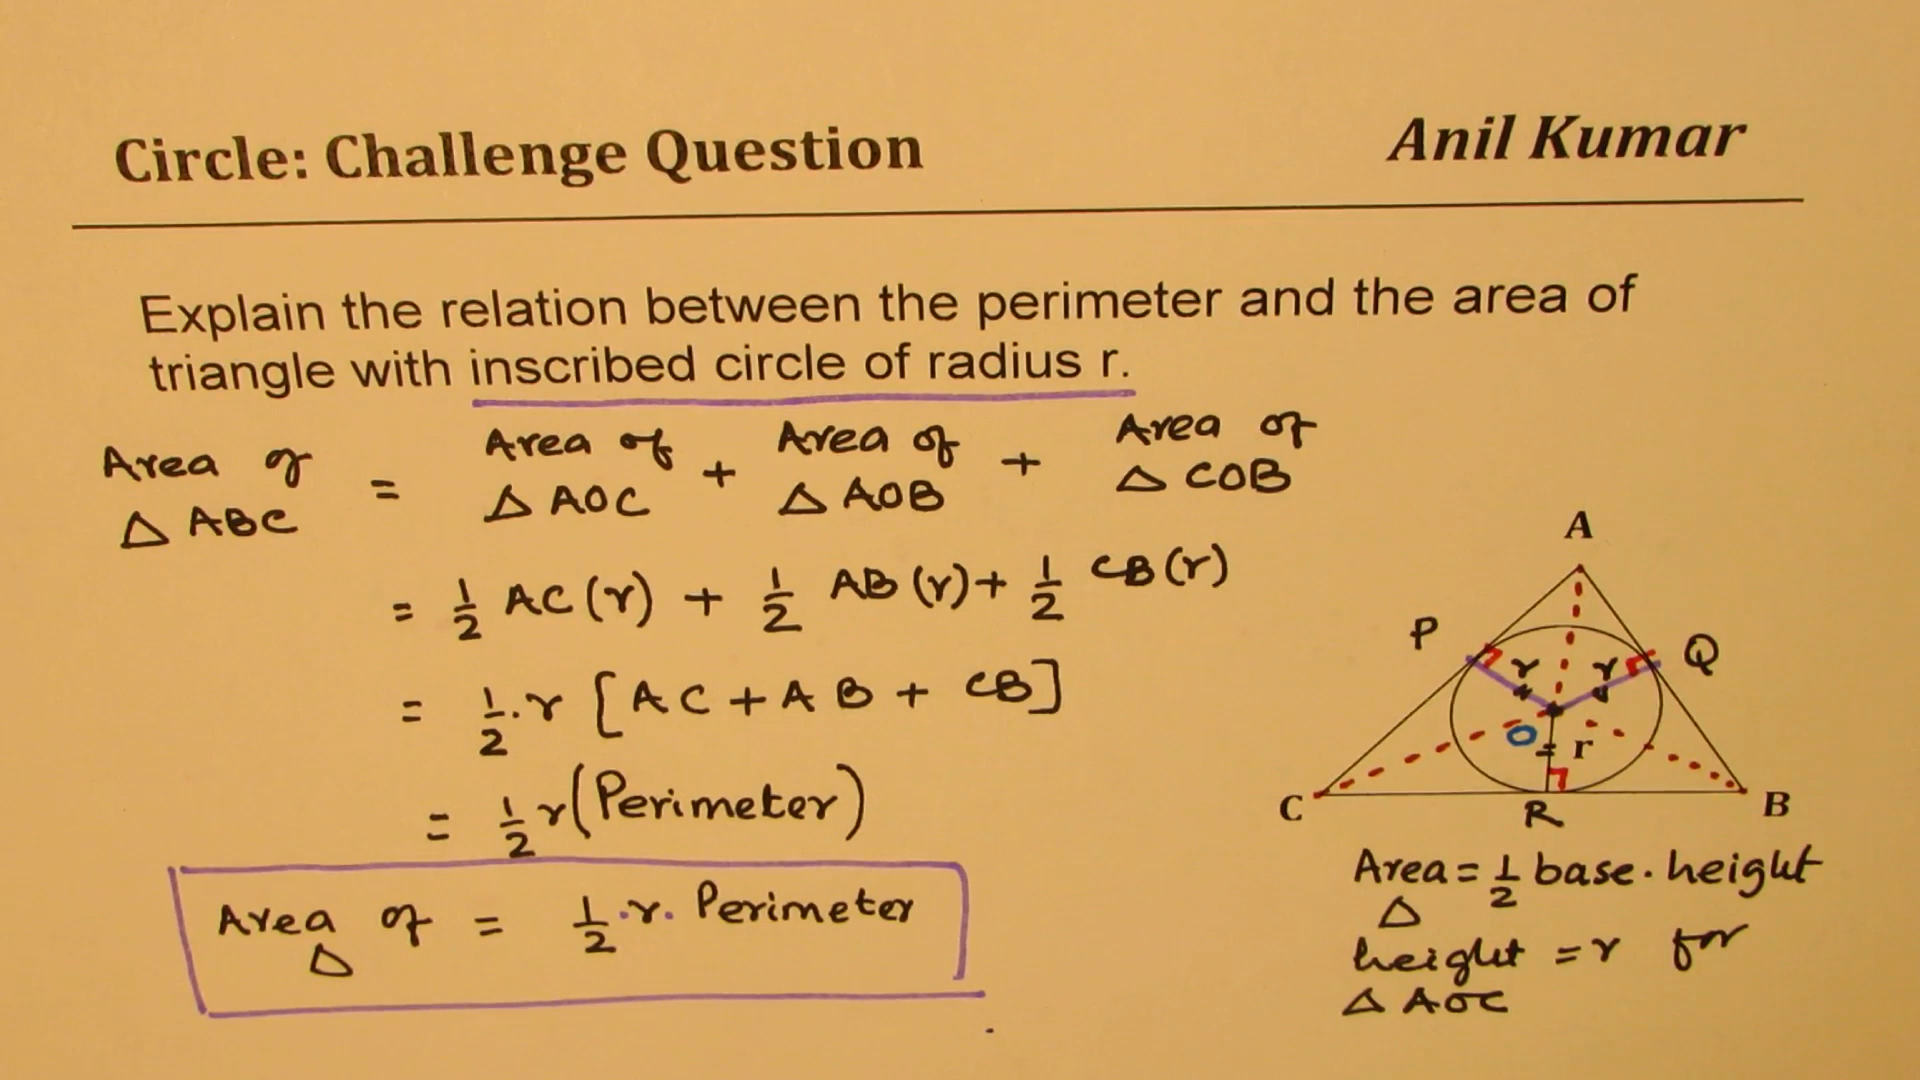 Circle: Challenge Question
Anil Kumar
Explain the relation between the perimeter and the area of
triangle with inscribed circle of radius r.
Area of △ ABC = Area of △ AOC + Area of △ AOB + Area of △ COB
= 1/2 AC (r) + 1/2 AB (r) + 1/2 CB (r)
= 1/2 · r [AC + AB + CB]
= 1/2 r (Perimeter)
Area of △ = 1/2 · r · Perimeter
A
P
Q
r
r
O
r
C
R
B
Area △ = 1/2 base · height
height = r for
△ AOC